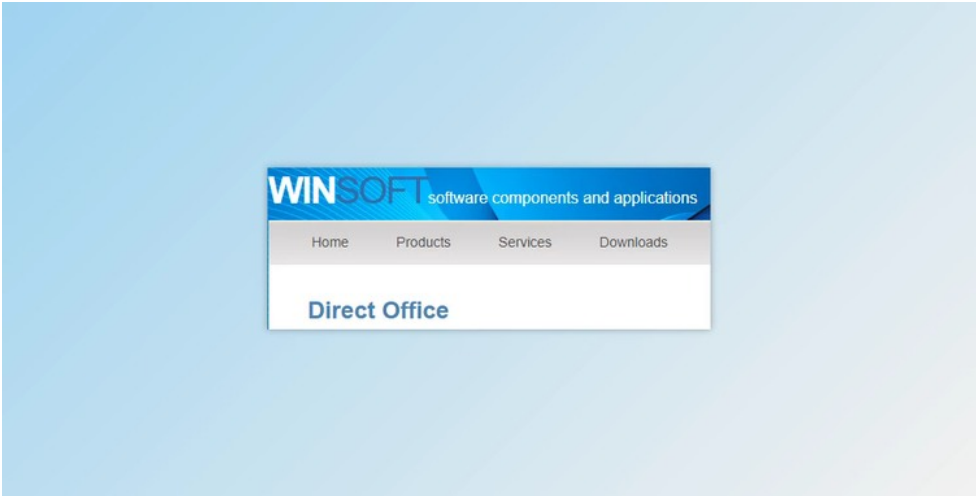 WINSOFT software components and applications
Home Products Services Downloads
Direct Office